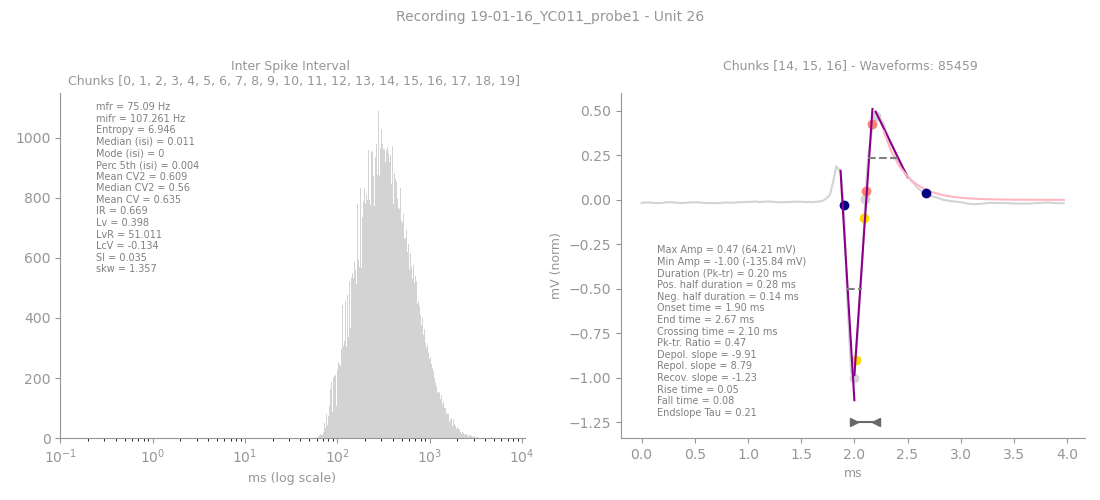 Recording 19-01-16_YC011_probe1 - Unit 26
Inter Spike Interval
Chunks [0, 1, 2, 3, 4, 5, 6, 7, 8, 9, 10, 11, 12, 13, 14, 15, 16, 17, 18, 19]
mfr = 75.09 Hz
mifr = 107.261 Hz
Entropy = 6.946
Median (isi) = 0.011
Mode (isi) = 0
Perc 5th (isi) = 0.004
Mean CV2 = 0.609
Median CV2 = 0.56
Mean CV = 0.635
IR = 0.669
Lv = 0.398
LvR = 51.011
LcV = -0.134
SI = 0.035
skw = 1.357
1000
800
600
400
200
0
10⁻¹ 10⁰ 10¹ 10² 10³ 10⁴
ms (log scale)
Chunks [14, 15, 16] - Waveforms: 85459
mV (norm)
0.50
0.25
0.00
−0.25
−0.50
−0.75
−1.00
−1.25
Max Amp = 0.47 (64.21 mV)
Min Amp = -1.00 (-135.84 mV)
Duration (Pk-tr) = 0.20 ms
Pos. half duration = 0.28 ms
Neg. half duration = 0.14 ms
Onset time = 1.90 ms
End time = 2.67 ms
Crossing time = 2.10 ms
Pk-tr. Ratio = 0.47
Depol. slope = -9.91
Repol. slope = 8.79
Recov. slope = -1.23
Rise time = 0.05
Fall time = 0.08
Endslope Tau = 0.21
0.0 0.5 1.0 1.5 2.0 2.5 3.0 3.5 4.0
ms